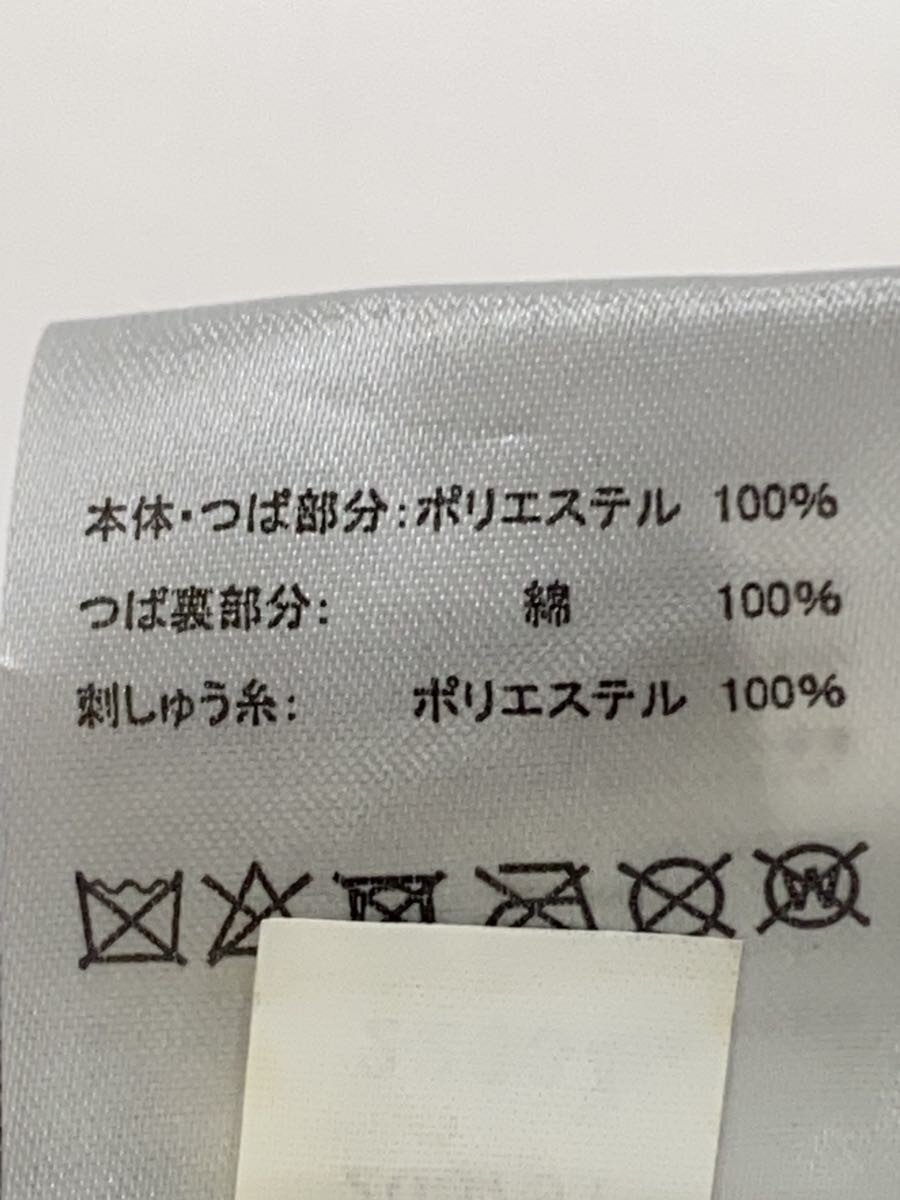 本体・つば部分:ポリエステル 100%
つば裏部分: 綿 100%
刺しゅう糸: ポリエステル 100%
W